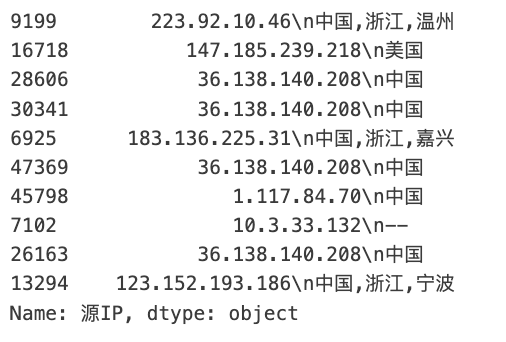 9199 223.92.10.46\n中国,浙江,温州
16718 147.185.239.218\n美国
28606 36.138.140.208\n中国
30341 36.138.140.208\n中国
6925 183.136.225.31\n中国,浙江,嘉兴
47369 36.138.140.208\n中国
45798 1.117.84.70\n中国
7102 10.3.33.132\n--
26163 36.138.140.208\n中国
13294 123.152.193.186\n中国,浙江,宁波
Name: 源IP, dtype: object